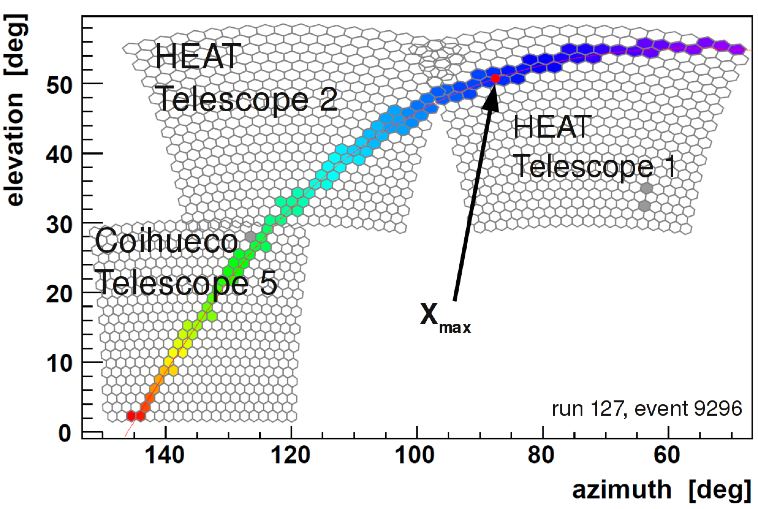 elevation [deg]
50
40
30
20
10
0
HEAT
Telescope 2
HEAT
Telescope 1
Coihueco
Telescope 5
Xmax
run 127, event 9296
140 120 100 80 60
azimuth [deg]